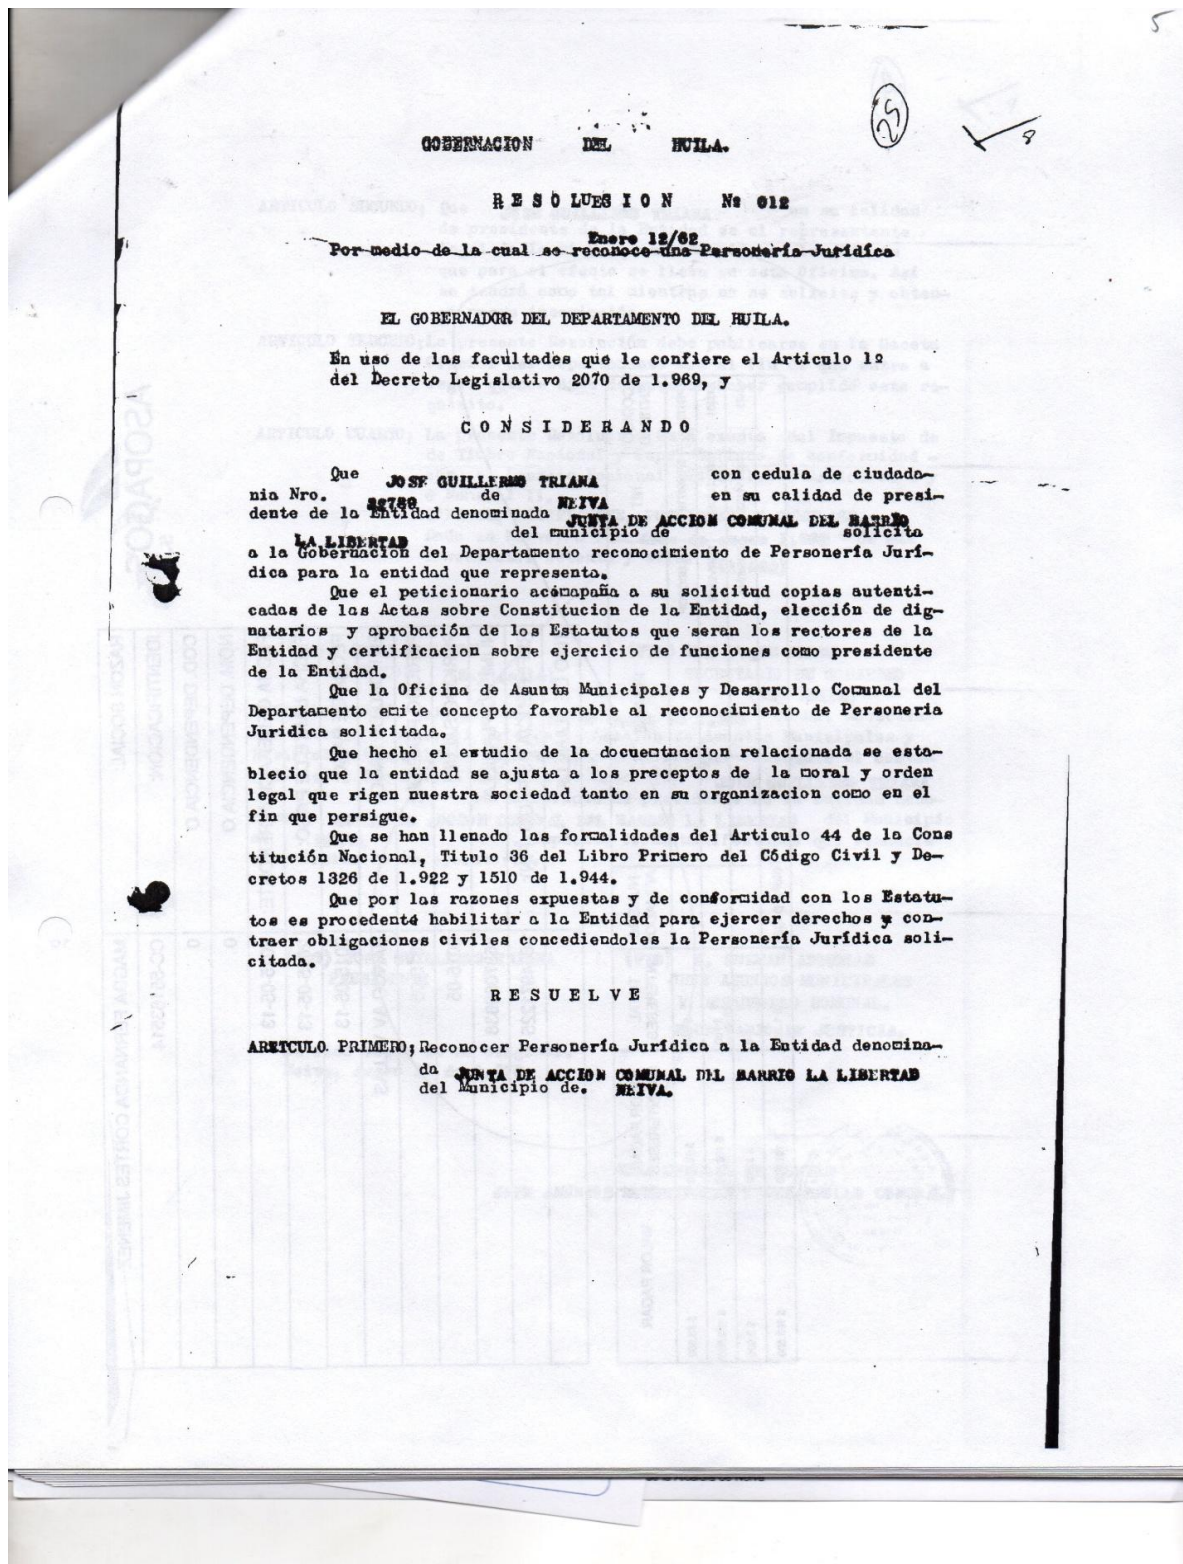 5
25
8
GOBERNACION DEL HUILA.
RESOLUESION Nº 012
Enero 12/62
Por medio de la cual se reconoce una Personería Jurídica
EL GOBERNADOR DEL DEPARTAMENTO DEL HUILA.
En uso de las facultades que le confiere el Articulo 1º
del Decreto Legislativo 2070 de 1.969, y
CONSIDERANDO
Que JOSE GUILLERMO TRIANA con cedula de ciudada-
nia Nro. de NEIVA en su calidad de presi-
dente de la Entidad denominada JUNTA DE ACCION COMUNAL DEL BARRIO
LA LIBERTAD del municipio de solicita
a la Gobernacion del Departamento reconocimiento de Personería Jurí-
dica para la entidad que representa.
Que el peticionario acómapaña a su solicitud copias autenti-
cadas de las Actas sobre Constitucion de la Entidad, elección de dig-
natarios y aprobación de los Estatutos que seran los rectores de la
Entidad y certificacion sobre ejercicio de funciones como presidente
de la Entidad.
Que la Oficina de Asuntos Municipales y Desarrollo Comunal del
Departamento emite concepto favorable al reconocimiento de Personeria
Juridica solicitada.
Que hecho el estudio de la docuemtnacion relacionada se esta-
blecio que la entidad se ajusta a los preceptos de la moral y orden
legal que rigen nuestra sociedad tanto en su organizacion como en el
fin que persigue.
Que se han llenado las formalidades del Articulo 44 de la Cons
titución Nacional, Titulo 36 del Libro Primero del Código Civil y De-
cretos 1326 de 1.922 y 1510 de 1.944.
Que por las razones expuestas y de conformidad con los Estatu-
tos es procedente habilitar a la Entidad para ejercer derechos y con-
traer obligaciones civiles concediendoles la Personería Jurídica soli-
citada.
RESUELVE
ARTICULO PRIMERO; Reconocer Personería Jurídica a la Entidad denomina-
da JUNTA DE ACCION COMUNAL DEL BARRIO LA LIBERTAD
del Municipio de. NEIVA.